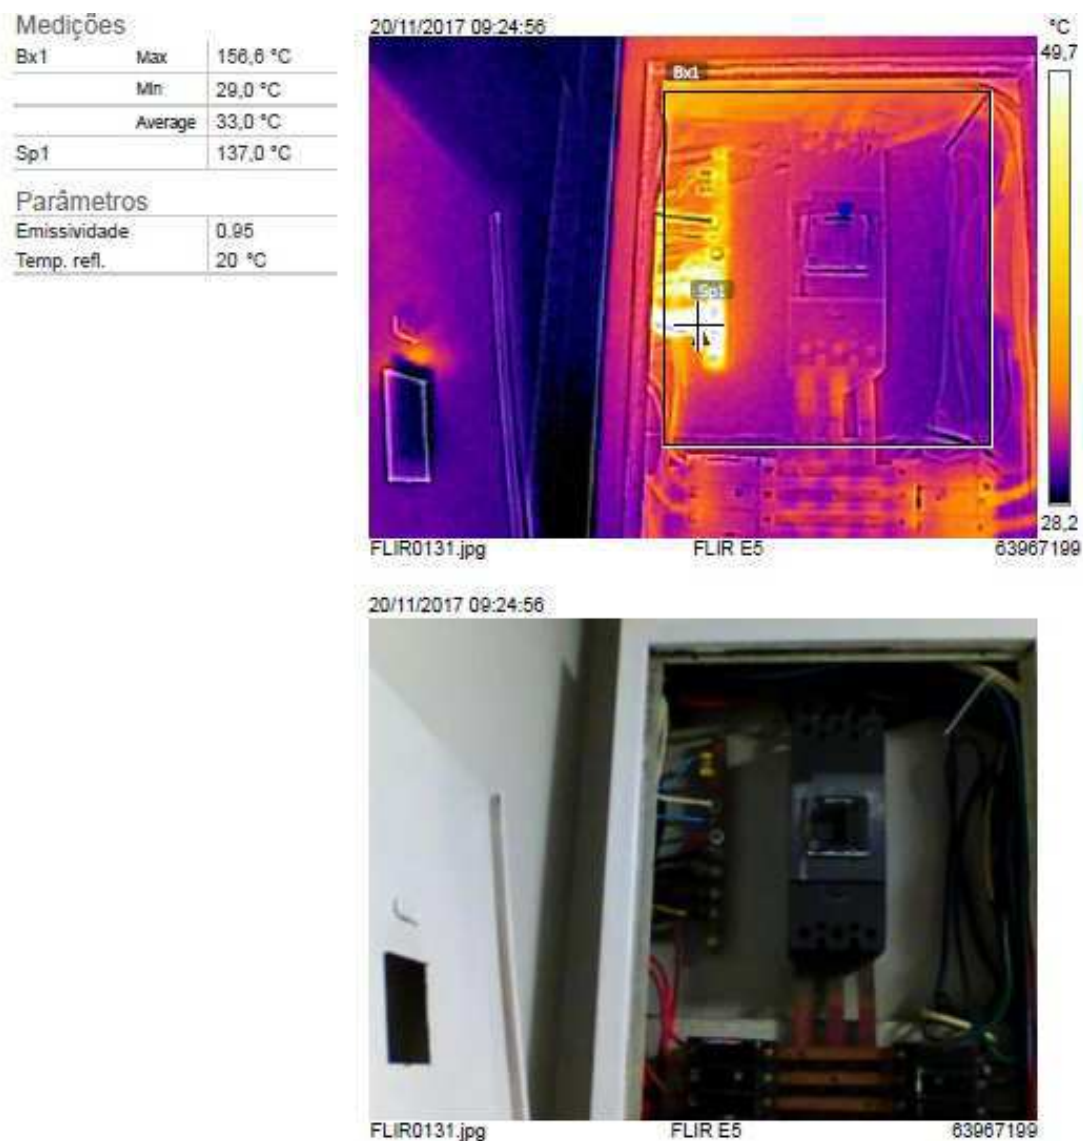 Medições
Bx1 Max 156,6 °C
Min 29,0 °C
Average 33,0 °C
Sp1 137,0 °C
Parâmetros
Emissividade 0.95
Temp. refl. 20 °C
20/11/2017 09:24:56 °C
49,7
Bx1
Sp1
28,2
FLIR0131.jpg FLIR E5 63967199
20/11/2017 09:24:56
FLIR0131.jpg FLIR E5 63967199